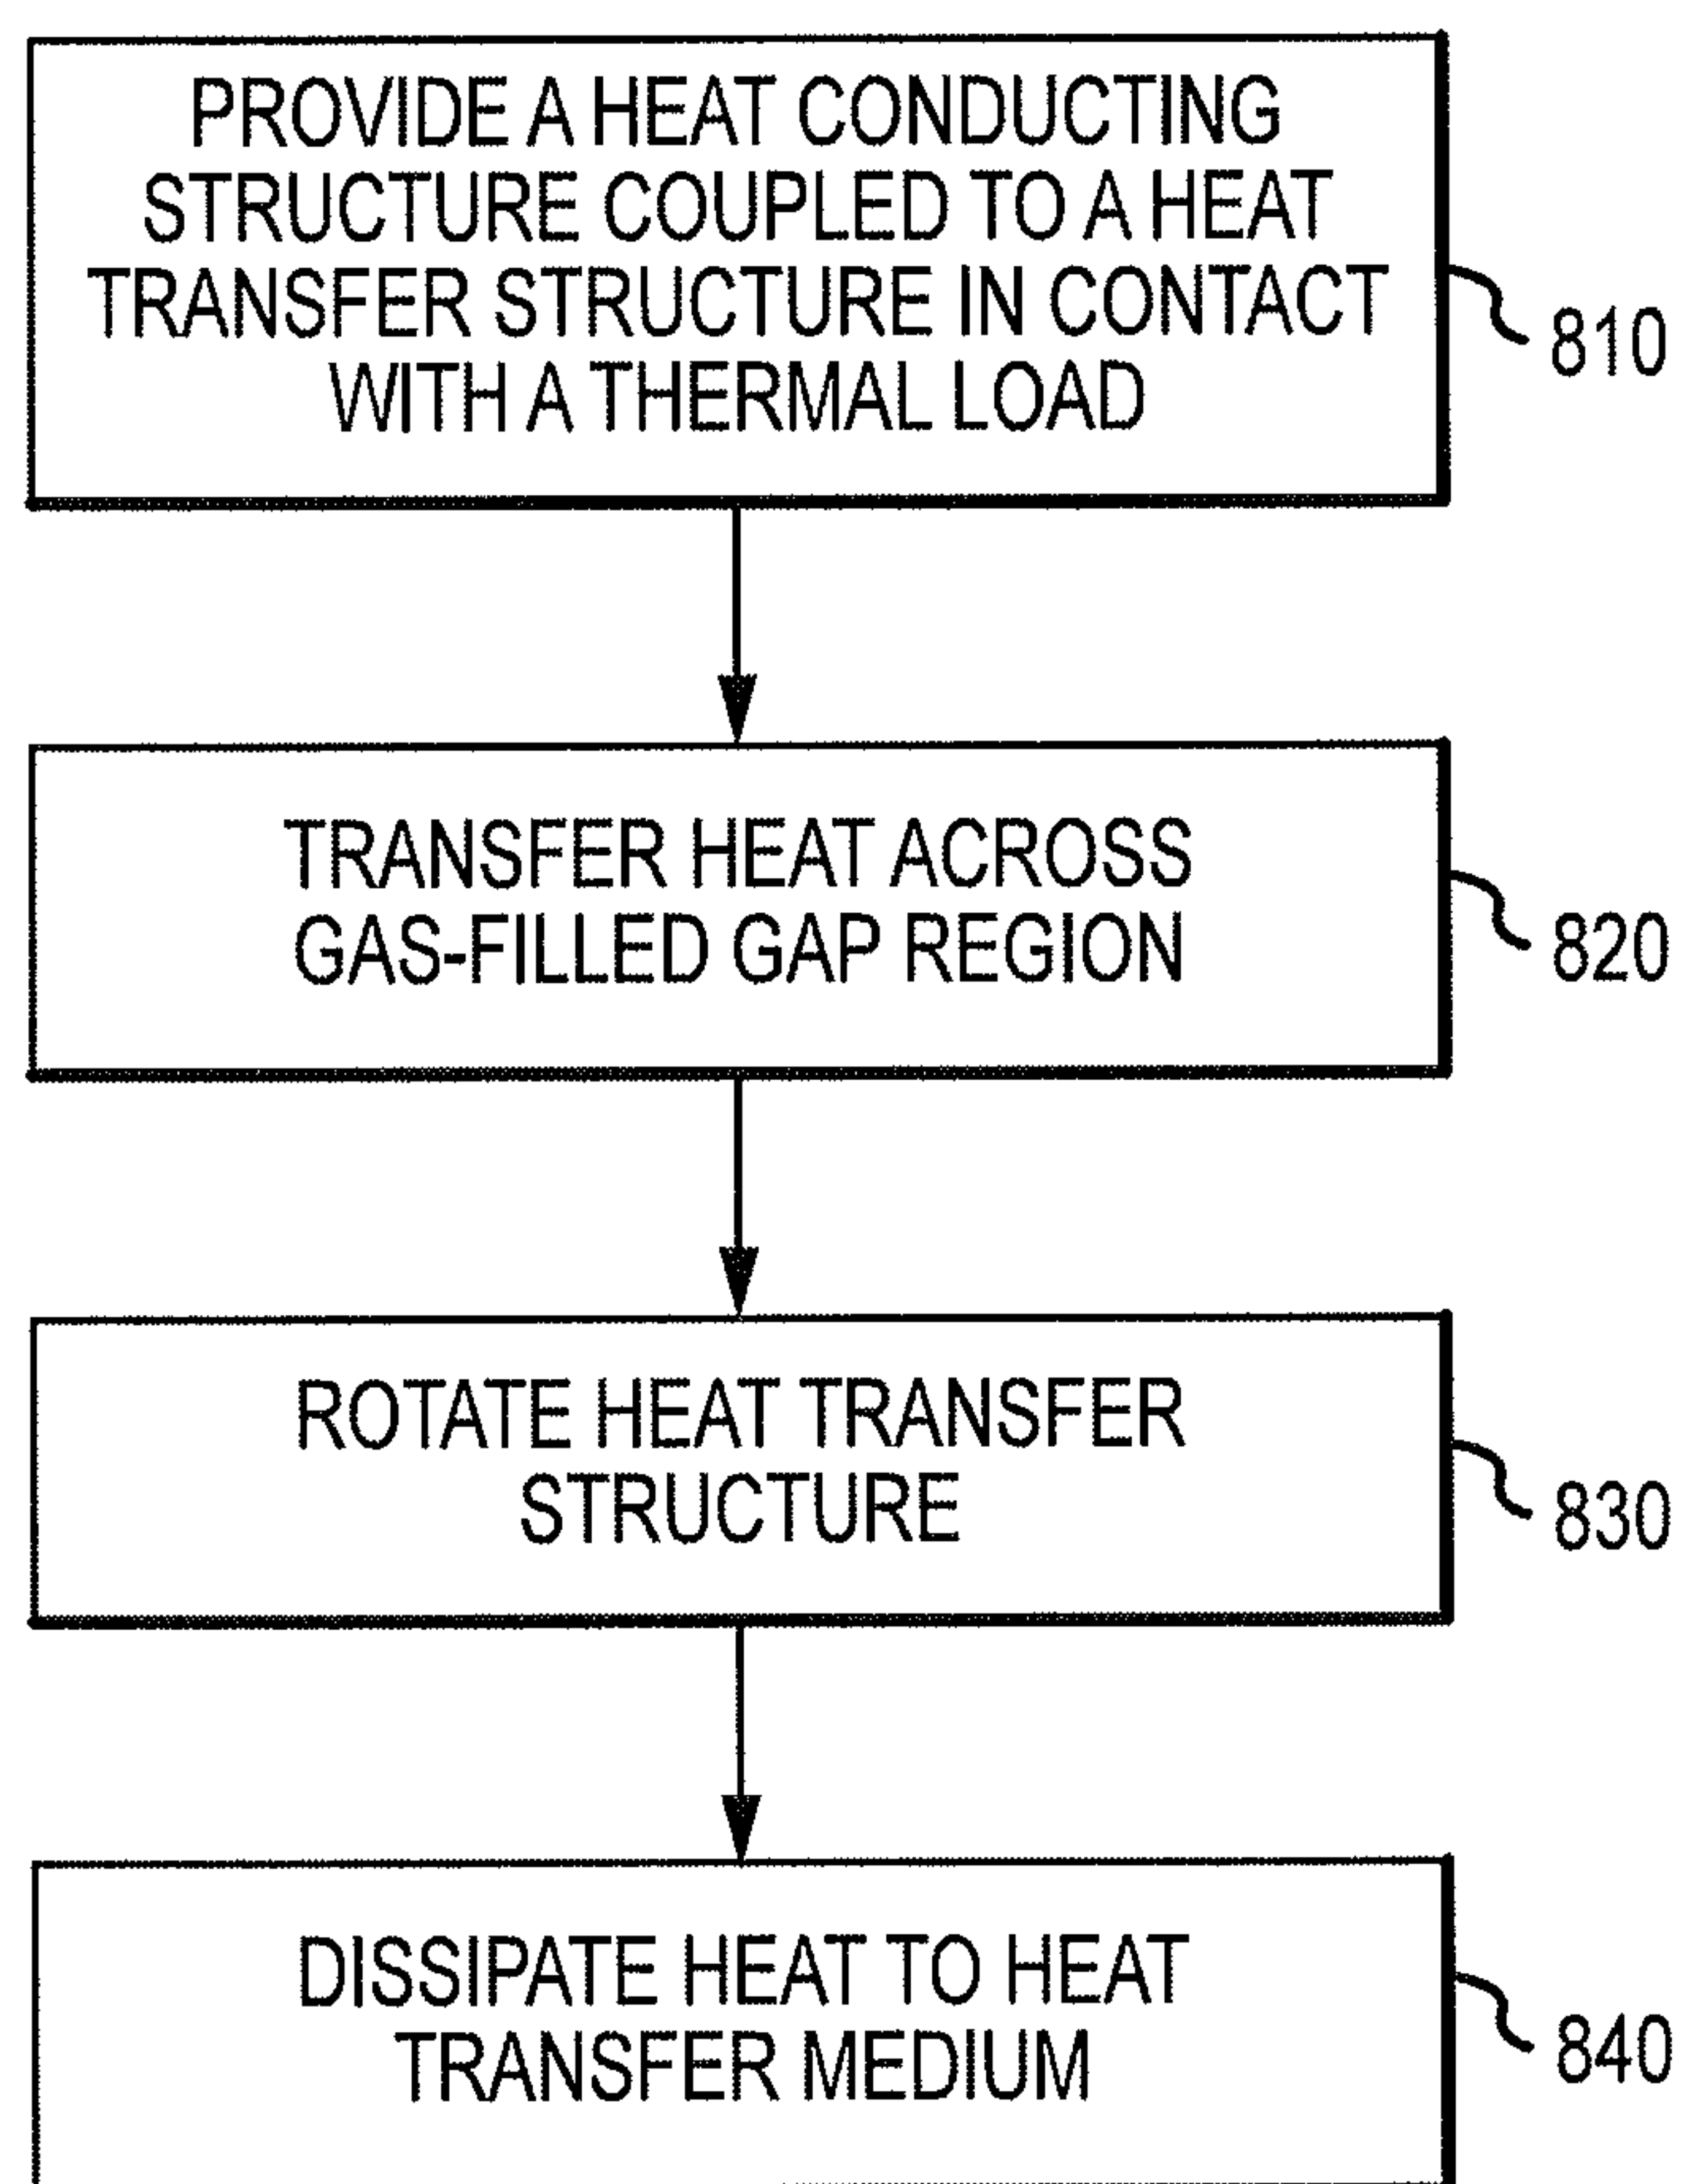 PROVIDE A HEAT CONDUCTING
STRUCTURE COUPLED TO A HEAT
TRANSFER STRUCTURE IN CONTACT
WITH A THERMAL LOAD
810
TRANSFER HEAT ACROSS
GAS-FILLED GAP REGION
820
ROTATE HEAT TRANSFER
STRUCTURE
830
DISSIPATE HEAT TO HEAT
TRANSFER MEDIUM
840